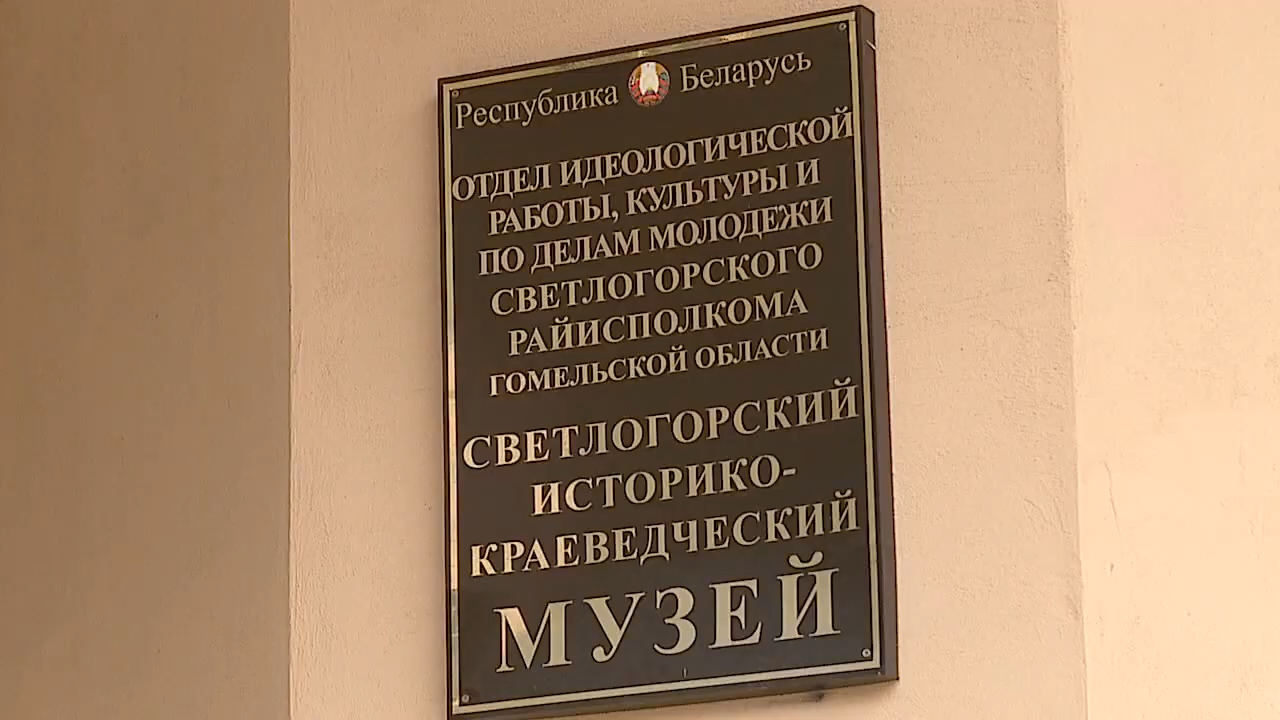 Республика Беларусь
ОТДЕЛ ИДЕОЛОГИЧЕСКОЙ
РАБОТЫ, КУЛЬТУРЫ И
ПО ДЕЛАМ МОЛОДЕЖИ
СВЕТЛОГОРСКОГО
РАЙИСПОЛКОМА
ГОМЕЛЬСКОЙ ОБЛАСТИ
СВЕТЛОГОРСКИЙ
ИСТОРИКО-
КРАЕВЕДЧЕСКИЙ
МУЗЕЙ